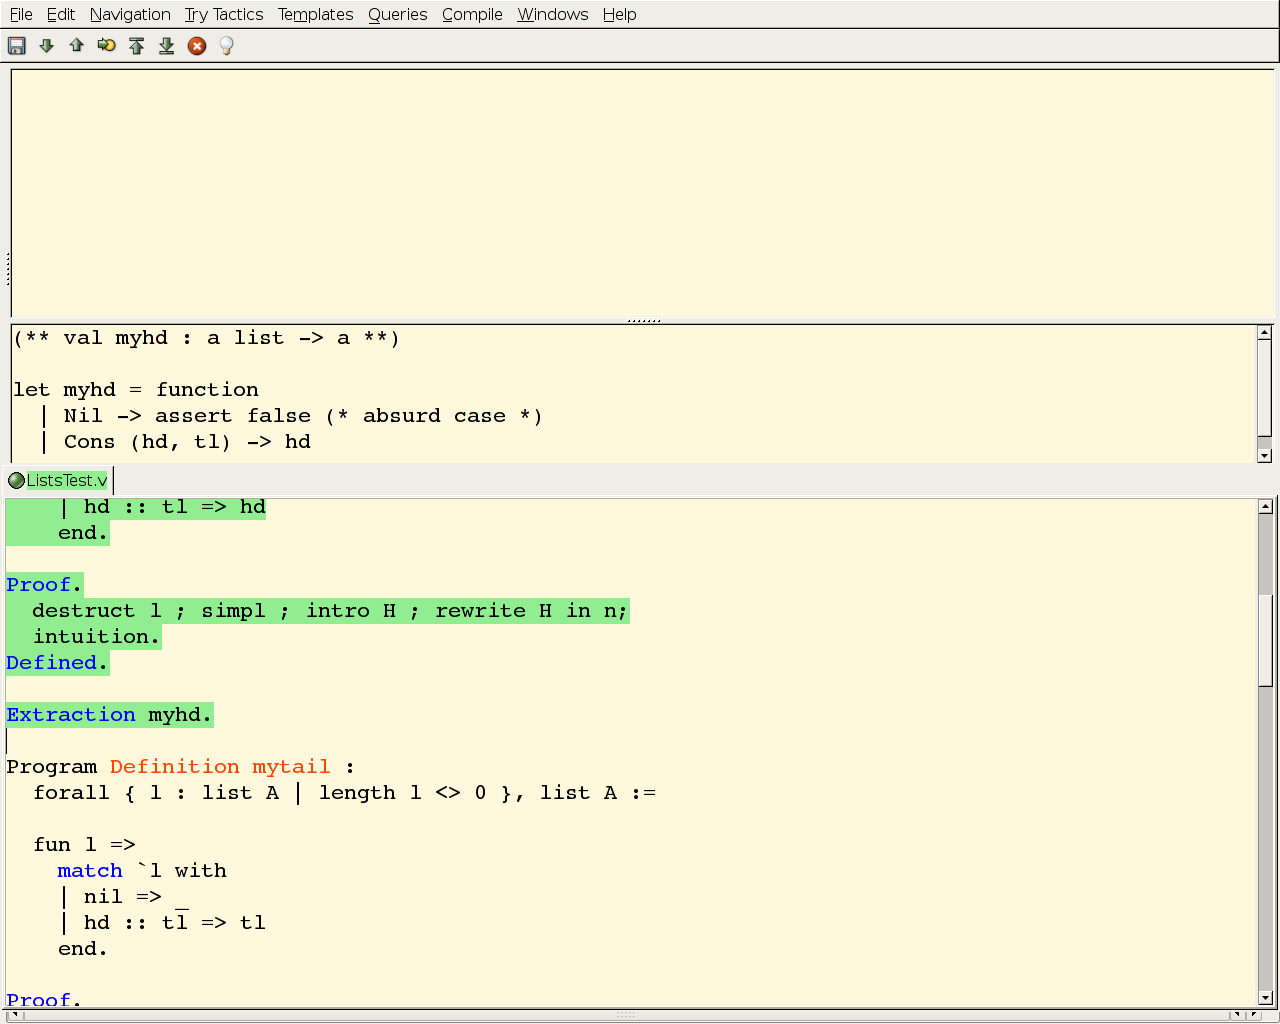 File Edit Navigation Try Tactics Templates Queries Compile Windows Help
(** val myhd : a list -> a **)
let myhd = function
| Nil -> assert false (* absurd case *)
| Cons (hd, tl) -> hd
ListsTest.v
| hd :: tl => hd
end.
Proof.
destruct l ; simpl ; intro H ; rewrite H in n;
intuition.
Defined.
Extraction myhd.
Program Definition mytail :
forall { l : list A | length l <> 0 }, list A :=
fun l =>
match `l with
| nil => _
| hd :: tl => tl
end.
Proof.